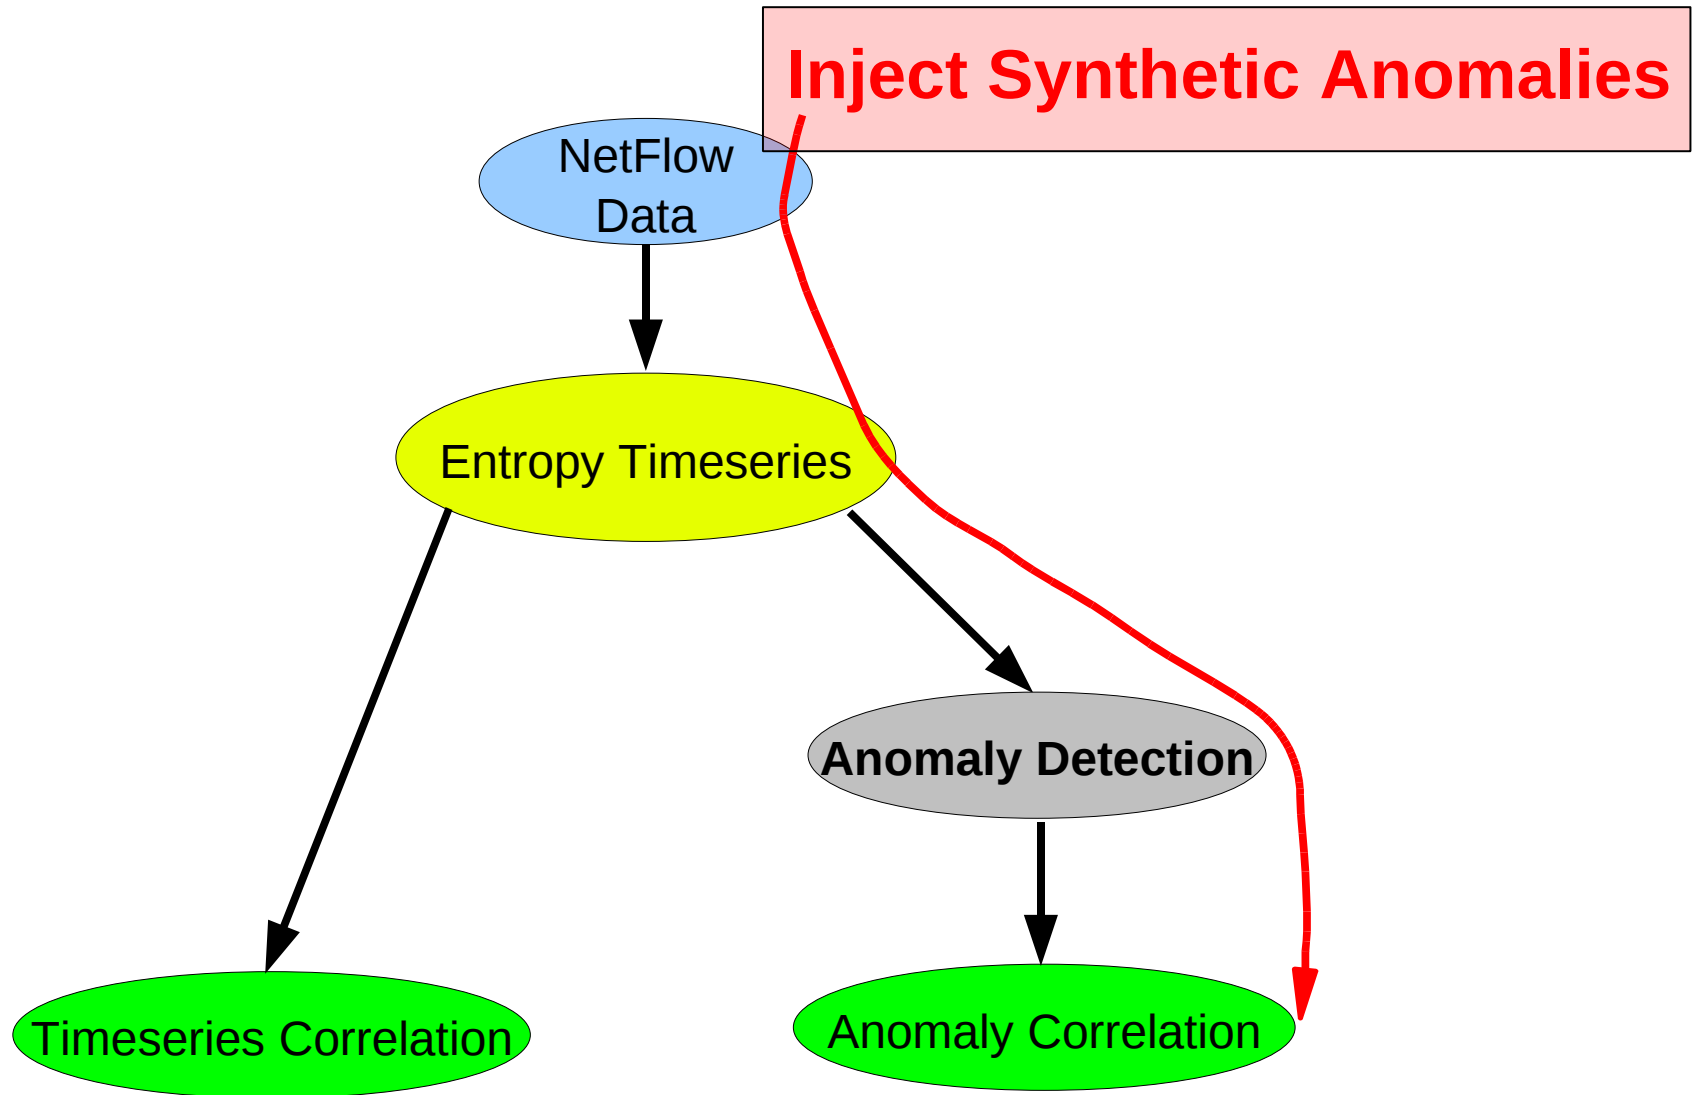 Inject Synthetic Anomalies
NetFlow
Data
Entropy Timeseries
Anomaly Detection
Timeseries Correlation
Anomaly Correlation